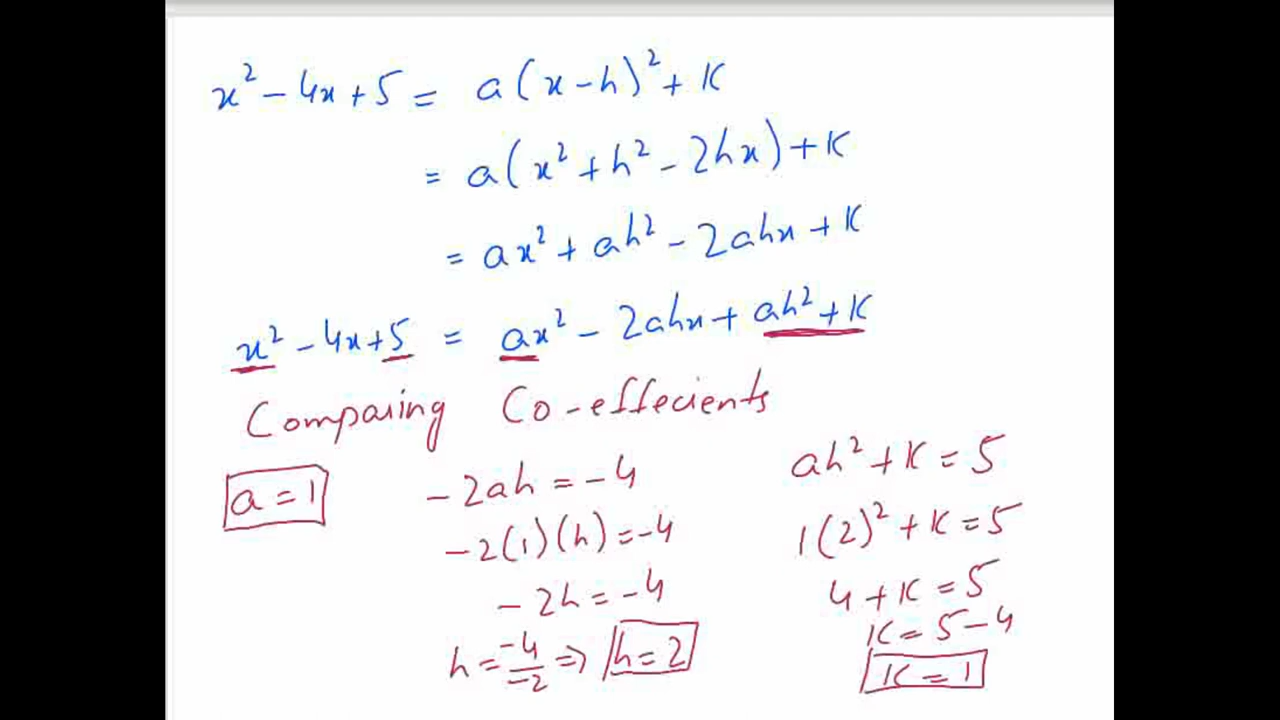 x² - 4x + 5 = a(x - h)² + K
= a(x² + h² - 2hx) + K
= ax² + ah² - 2ahx + K
x² - 4x + 5 = ax² - 2ahx + ah² + K
Comparing Co-effecients
a = 1
-2ah = -4
-2(1)(h) = -4
-2h = -4
h = -4/-2 ⇒ h = 2
ah² + K = 5
1(2)² + K = 5
4 + K = 5
K = 5 - 4
K = 1